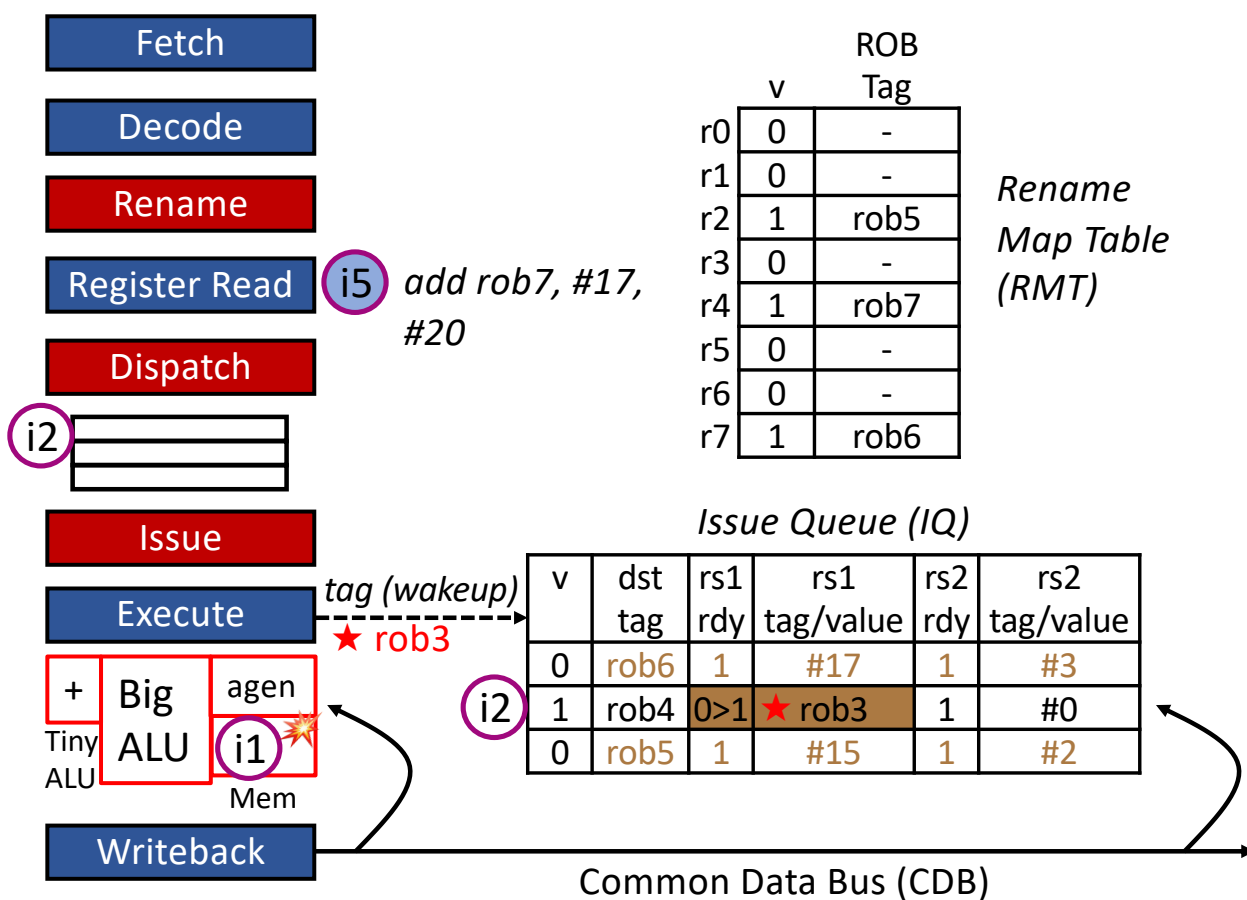 Fetch
Decode
Rename
Register Read
i5
add rob7, #17,
#20
Dispatch
i2
Issue
Execute
tag (wakeup)
★ rob3
+
Big
ALU
agen
Tiny
ALU
i1
Mem
Writeback
Common Data Bus (CDB)
ROB
v Tag
r0 0 -
r1 0 -
r2 1 rob5
r3 0 -
r4 1 rob7
r5 0 -
r6 0 -
r7 1 rob6
Rename
Map Table
(RMT)
Issue Queue (IQ)
v dst rs1 rs1 rs2 rs2
tag rdy tag/value rdy tag/value
0 rob6 1 #17 1 #3
i2 1 rob4 0>1 ★ rob3 1 #0
0 rob5 1 #15 1 #2